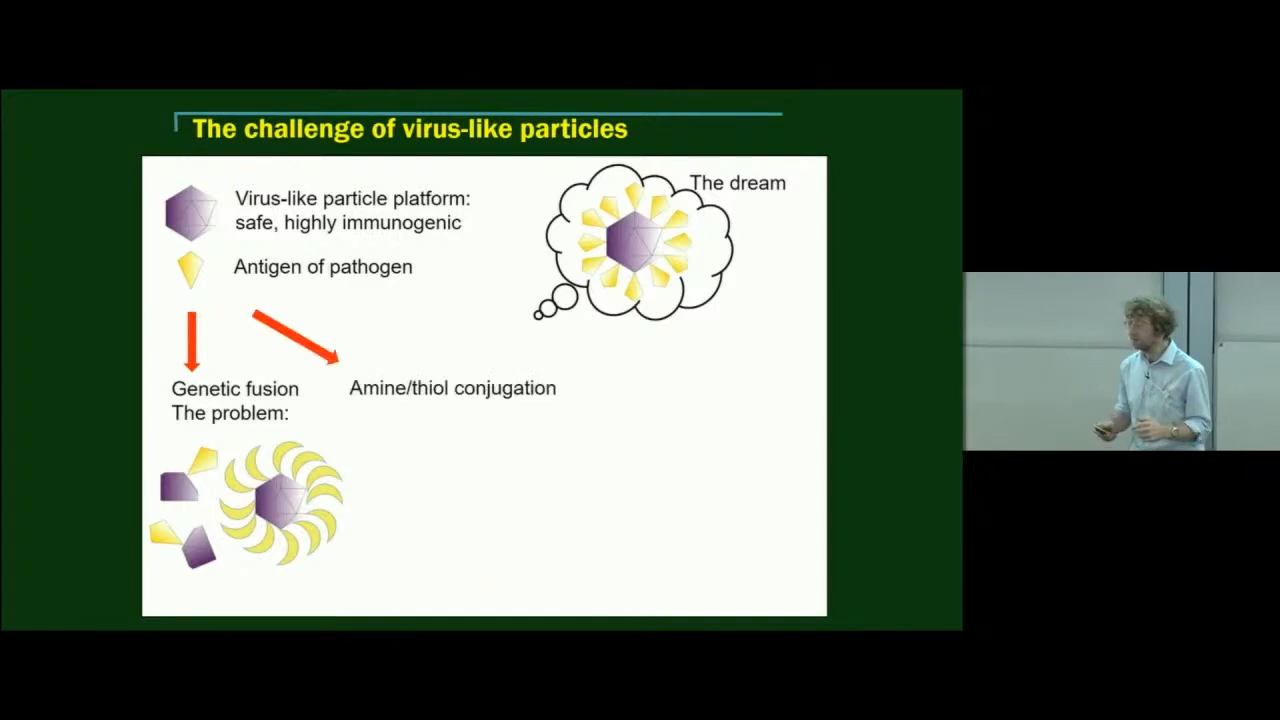 The challenge of virus-like particles
Virus-like particle platform:
safe, highly immunogenic
The dream
Antigen of pathogen
Genetic fusion
The problem:
Amine/thiol conjugation